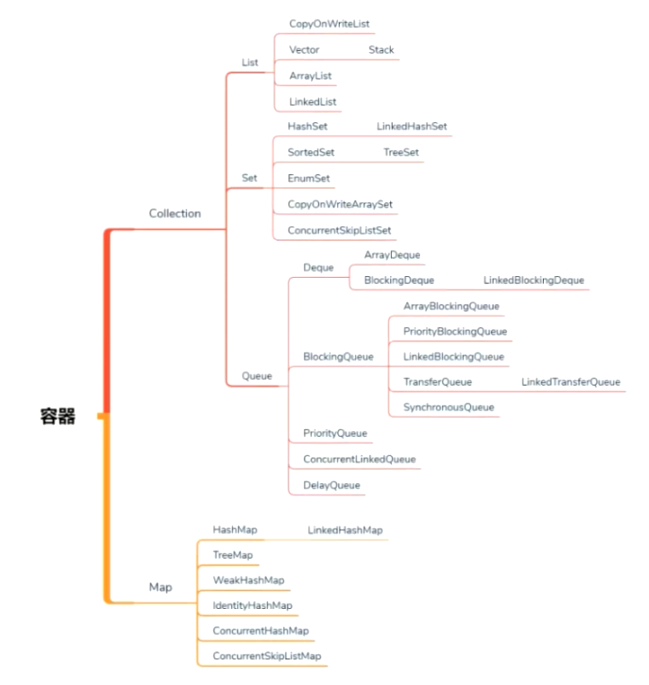 容器
Collection
List
CopyOnWriteList
Vector
Stack
ArrayList
LinkedList
Set
HashSet
LinkedHashSet
SortedSet
TreeSet
EnumSet
CopyOnWriteArraySet
ConcurrentSkipListSet
Queue
Deque
ArrayDeque
BlockingDeque
LinkedBlockingDeque
BlockingQueue
ArrayBlockingQueue
PriorityBlockingQueue
LinkedBlockingQueue
TransferQueue
LinkedTransferQueue
SynchronousQueue
PriorityQueue
ConcurrentLinkedQueue
DelayQueue
Map
HashMap
LinkedHashMap
TreeMap
WeakHashMap
IdentityHashMap
ConcurrentHashMap
ConcurrentSkipListMap